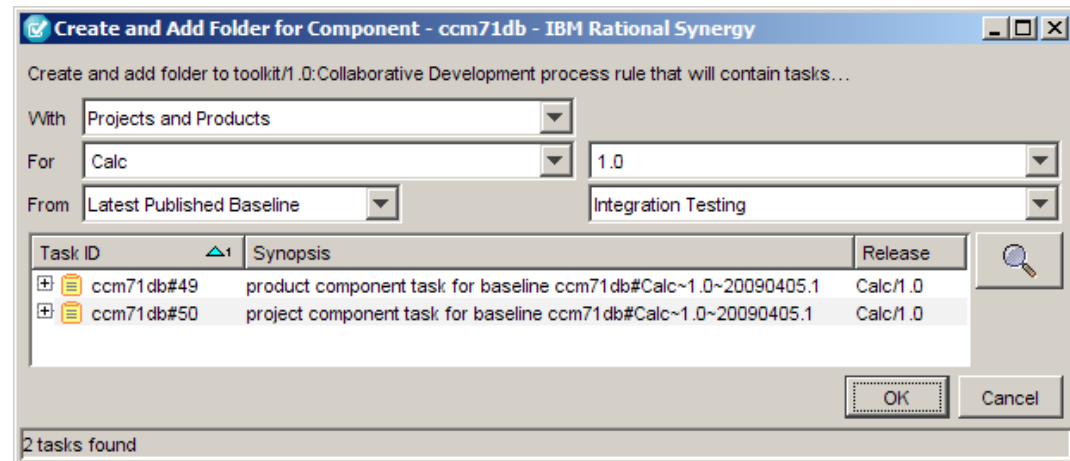 Create and Add Folder for Component - ccm71db - IBM Rational Synergy
Create and add folder to toolkit/1.0:Collaborative Development process rule that will contain tasks...
With Projects and Products
For Calc 1.0
From Latest Published Baseline Integration Testing
Task ID 1 Synopsis Release
ccm71db#49 product component task for baseline ccm71db#Calc~1.0~20090405.1 Calc/1.0
ccm71db#50 project component task for baseline ccm71db#Calc~1.0~20090405.1 Calc/1.0
OK Cancel
2 tasks found